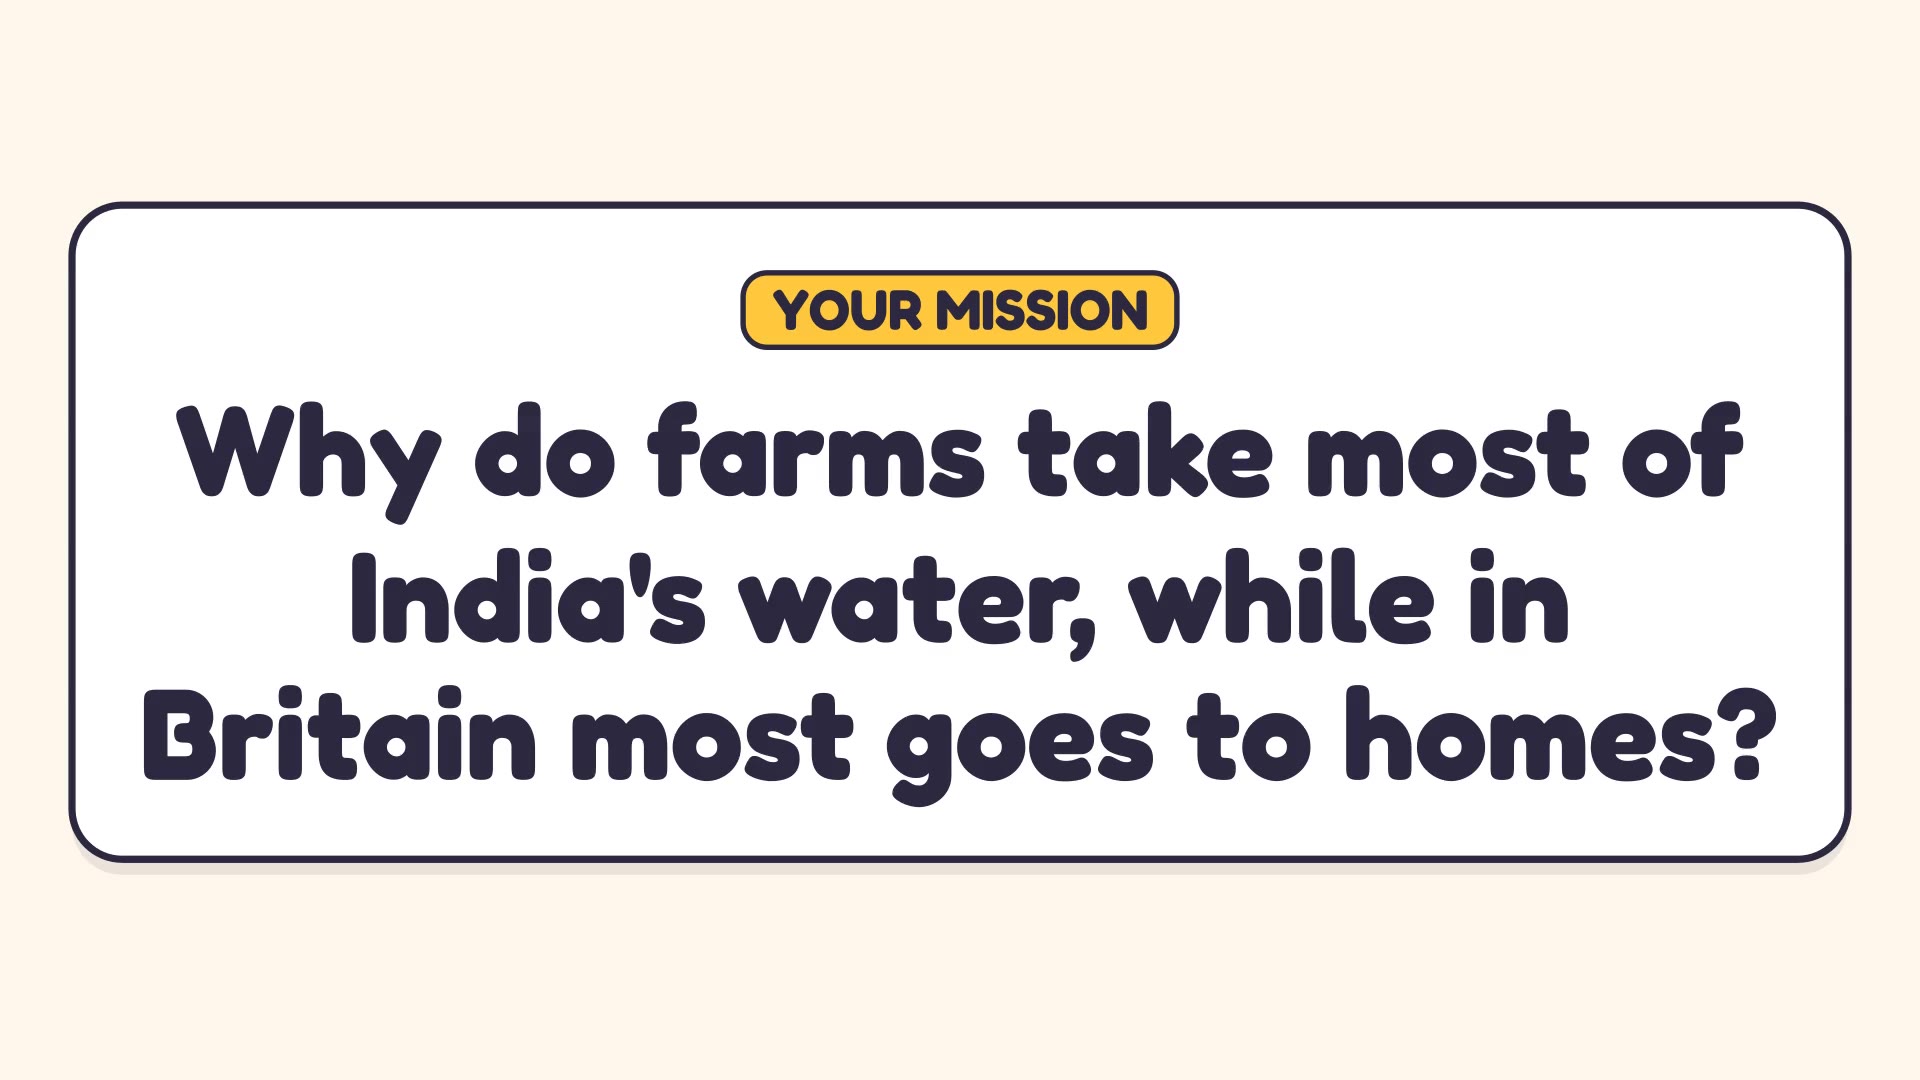 YOUR MISSION
Why do farms take most of
India's water, while in
Britain most goes to homes?